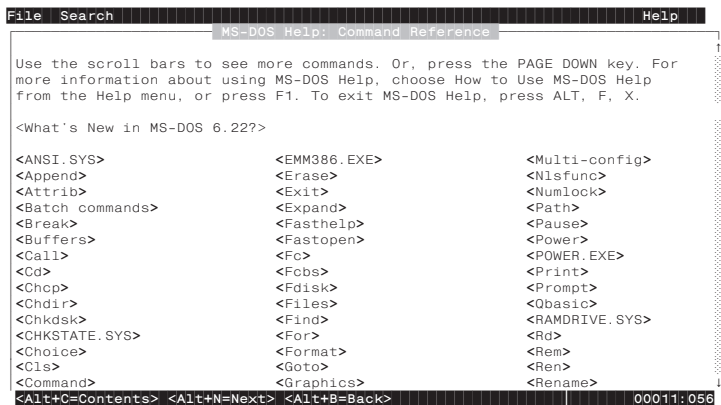 File Search Help
MS-DOS Help: Command Reference
Use the scroll bars to see more commands. Or, press the PAGE DOWN key. For
more information about using MS-DOS Help, choose How to Use MS-DOS Help
from the Help menu, or press F1. To exit MS-DOS Help, press ALT, F, X.
<What's New in MS-DOS 6.22?>
<ANSI.SYS> <EMM386.EXE> <Multi-config>
<Append> <Erase> <Nlsfunc>
<Attrib> <Exit> <Numlock>
<Batch commands> <Expand> <Path>
<Break> <Fasthelp> <Pause>
<Buffers> <Fastopen> <Power>
<Call> <Fc> <POWER.EXE>
<Cd> <Fcbs> <Print>
<Chcp> <Fdisk> <Prompt>
<Chdir> <Files> <Qbasic>
<Chkdsk> <Find> <RAMDRIVE.SYS>
<CHKSTATE.SYS> <For> <Rd>
<Choice> <Format> <Rem>
<Cls> <Goto> <Ren>
<Command> <Graphics> <Rename>
<Alt+C=Contents> <Alt+N=Next> <Alt+B=Back> 00011:056